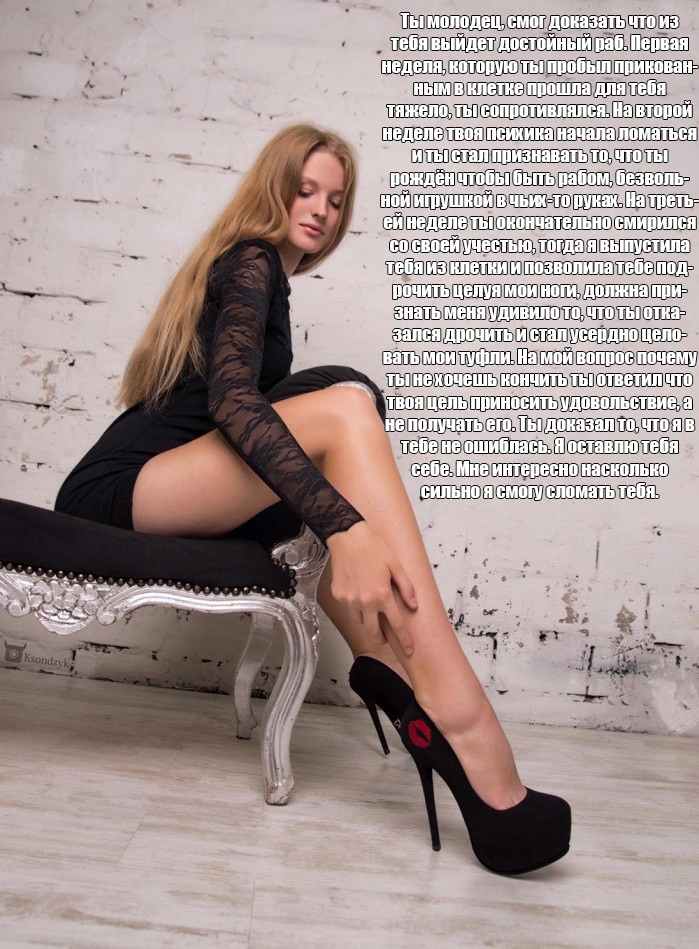 Ты молодец, смог доказать что из
тебя выйдет достойный раб. Первая
неделя, которую ты пробыл прикован-
ным в клетке прошла для тебя
тяжело, ты сопротивлялся. На второй
неделе твоя психика начала ломаться
и ты стал признавать то, что ты
рождён чтобы быть рабом, безволь-
ной игрушкой в чьих-то руках. На треть-
ей неделе ты окончательно смирился
со своей учестью, тогда я выпустила
тебя из клетки и позволила тебе под-
рочить целуя мои ноги, должна при-
знать меня удивило то, что ты отка-
зался дрочить и стал усердно цело-
вать мои туфли. На мой вопрос почему
ты не хочешь кончить ты ответил что
твоя цель приносить удовольствие, а
не получать его. Ты доказал то, что я в
тебе не ошиблась. Я оставлю тебя
себе. Мне интересно насколько
сильно я смогу сломать тебя.
Ksondzyk